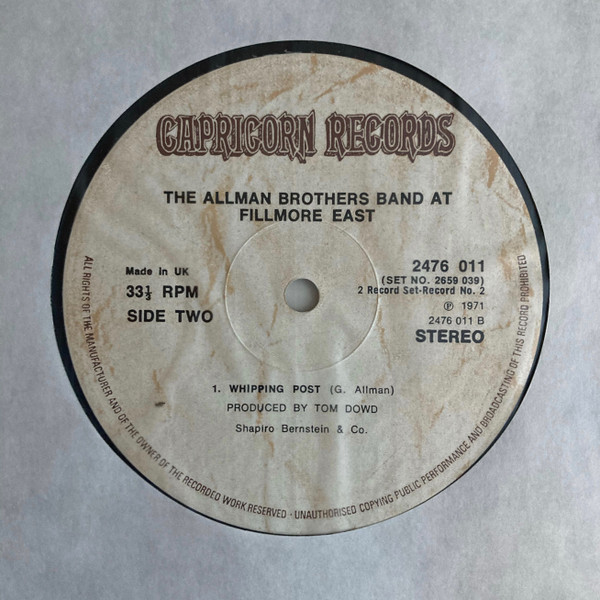 CAPRICORN RECORDS
THE ALLMAN BROTHERS BAND AT
FILLMORE EAST
Made in UK
33⅓ RPM
SIDE TWO
2476 011
(SET NO. 2659 039)
2 Record Set-Record No. 2
Ⓟ 1971
2476 011 B
STEREO
1. WHIPPING POST (G. Allman)
PRODUCED BY TOM DOWD
Shapiro Bernstein & Co.
ALL RIGHTS OF THE MANUFACTURER AND OF THE OWNER OF THE RECORDED WORK RESERVED · UNAUTHORISED COPYING PUBLIC PERFORMANCE AND BROADCASTING OF THIS RECORD PROHIBITED